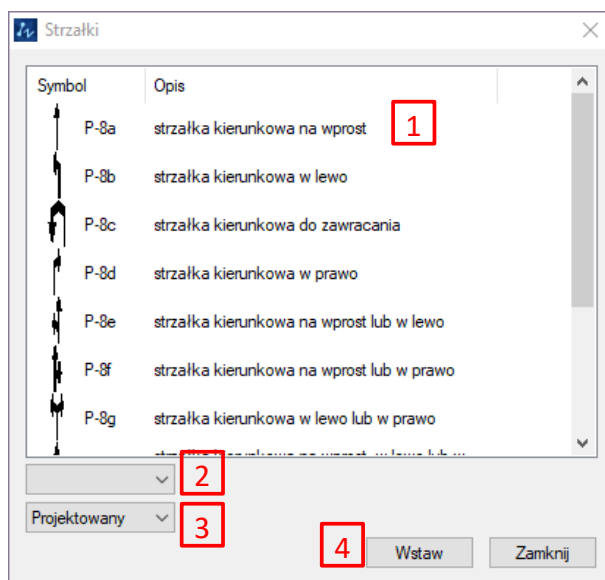 Strzałki
Symbol Opis
P-8a strzałka kierunkowa na wprost 1
P-8b strzałka kierunkowa w lewo
P-8c strzałka kierunkowa do zawracania
P-8d strzałka kierunkowa w prawo
P-8e strzałka kierunkowa na wprost lub w lewo
P-8f strzałka kierunkowa na wprost lub w prawo
P-8g strzałka kierunkowa w lewo lub w prawo
2
Projektowany 3
4 Wstaw Zamknij